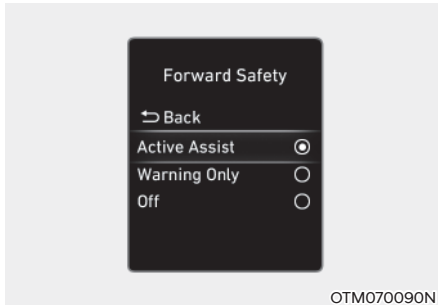 Forward Safety
Back
Active Assist
Warning Only
Off
OTM070090N